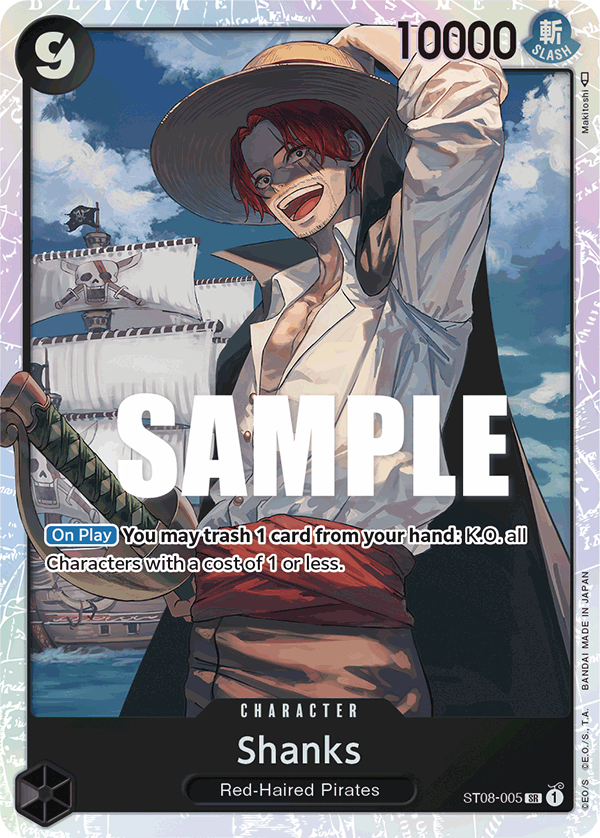 9
10000
斬
SLASH
Makitoshi
SAMPLE
On Play You may trash 1 card from your hand: K.O. all
Characters with a cost of 1 or less.
CHARACTER
Shanks
Red-Haired Pirates
ST08-005 SR 1
©E.O./S., T.A. BANDAI MADE IN JAPAN
©EO/S